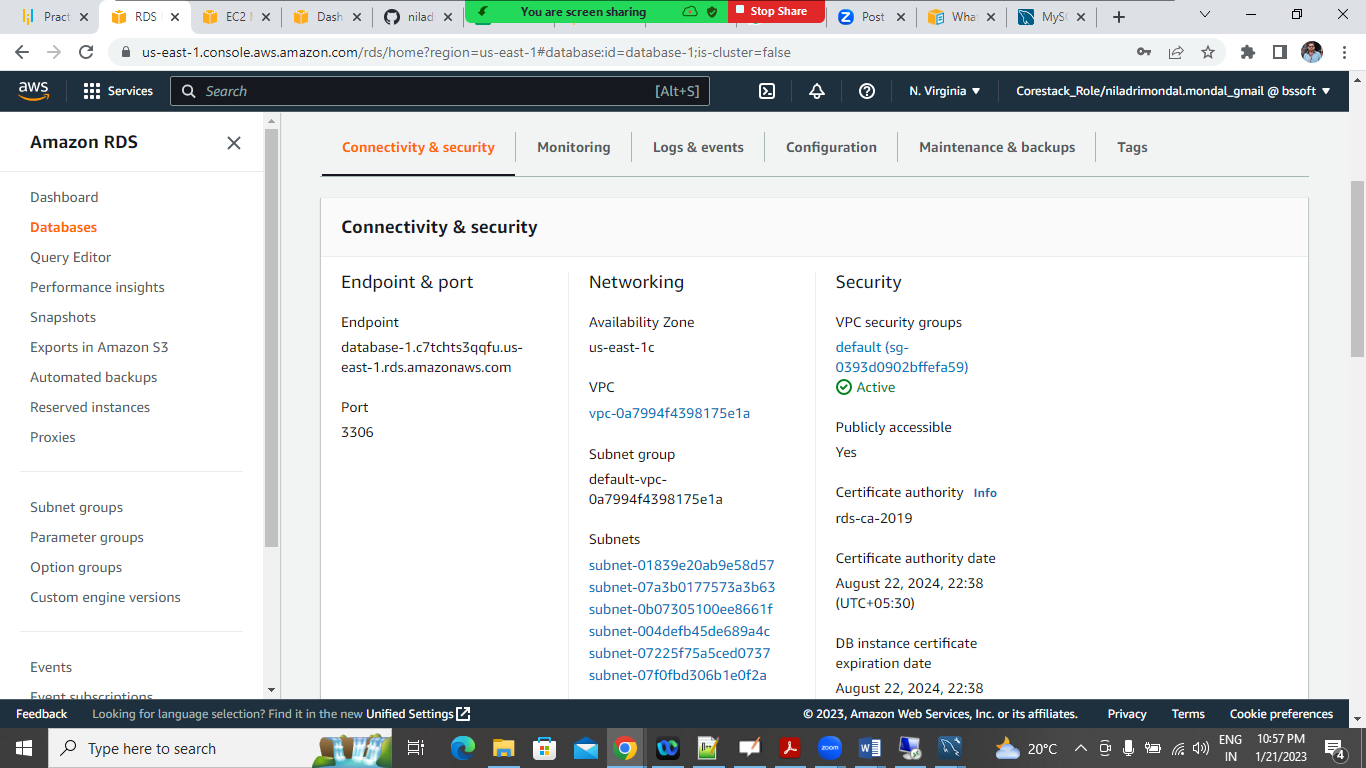 Pract
RDS
EC2 M
Dash
nilad
You are screen sharing
Stop Share
Post
What
MySQ
us-east-1.console.aws.amazon.com/rds/home?region=us-east-1#database:id=database-1;is-cluster=false
aws
Services
Search
[Alt+S]
N. Virginia
Corestack_Role/niladrimondal.mondal_gmail @ bssoft
Amazon RDS
Dashboard
Databases
Query Editor
Performance insights
Snapshots
Exports in Amazon S3
Automated backups
Reserved instances
Proxies
Subnet groups
Parameter groups
Option groups
Custom engine versions
Events
Event subscriptions
Connectivity & security
Monitoring
Logs & events
Configuration
Maintenance & backups
Tags
Connectivity & security
Endpoint & port
Endpoint
database-1.c7tchts3qqfu.us-
east-1.rds.amazonaws.com
Port
3306
Networking
Availability Zone
us-east-1c
VPC
vpc-0a7994f4398175e1a
Subnet group
default-vpc-
0a7994f4398175e1a
Subnets
subnet-01839e20ab9e58d57
subnet-07a3b0177573a3b63
subnet-0b07305100ee8661f
subnet-004defb45de689a4c
subnet-07225f75a5ced0737
subnet-07f0fbd306b1e0f2a
Security
VPC security groups
default (sg-
0393d0902bffefa59)
Active
Publicly accessible
Yes
Certificate authority Info
rds-ca-2019
Certificate authority date
August 22, 2024, 22:38
(UTC+05:30)
DB instance certificate
expiration date
August 22, 2024, 22:38
Feedback
Looking for language selection? Find it in the new Unified Settings
© 2023, Amazon Web Services, Inc. or its affiliates.
Privacy
Terms
Cookie preferences
Type here to search
zoom
20°C
ENG
IN
10:57 PM
1/21/2023
4